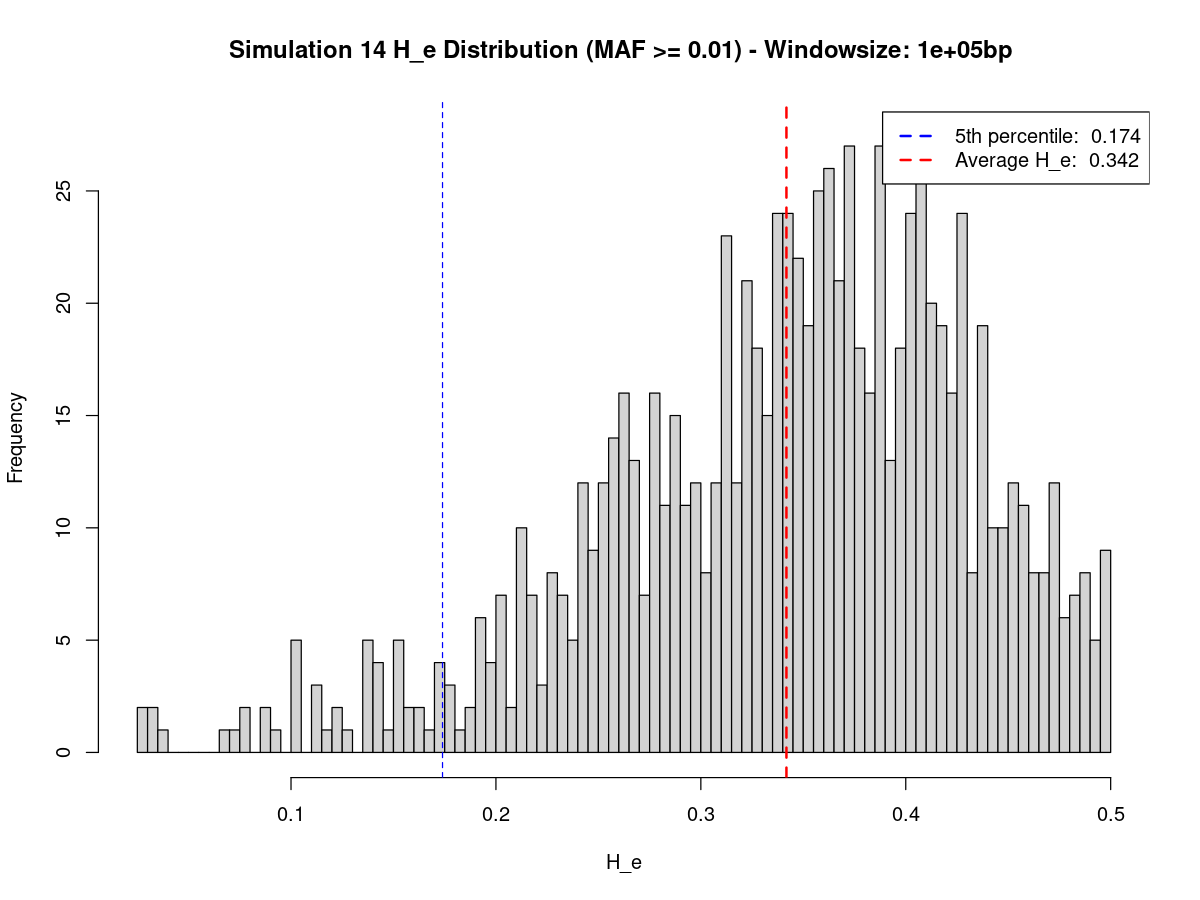 Simulation 14 H_e Distribution (MAF >= 0.01) - Windowsize: 1e+05bp
5th percentile:  0.174
Average H_e:  0.342
Frequency
25
20
15
10
5
0
0.1 0.2 0.3 0.4 0.5
H_e